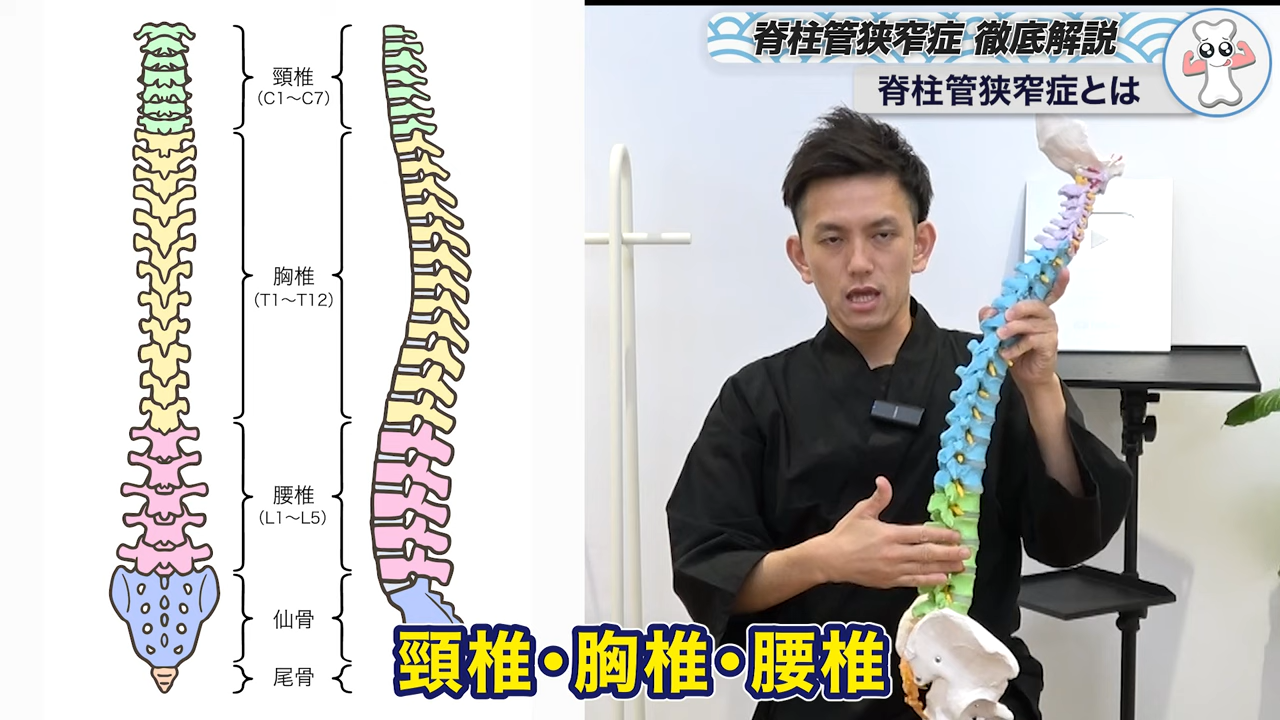 脊柱管狭窄症 徹底解説
脊柱管狭窄症とは
頸椎
(C1〜C7)
胸椎
(T1〜T12)
腰椎
(L1〜L5)
仙骨
尾骨
頸椎・胸椎・腰椎